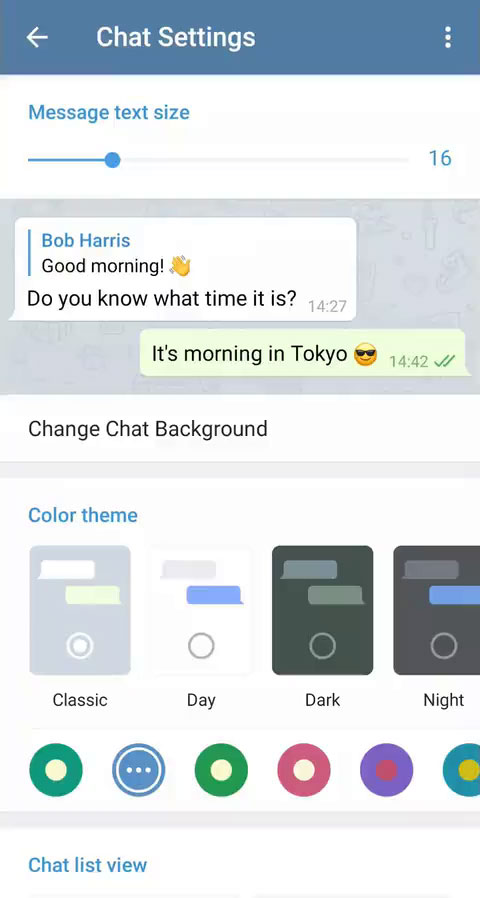 Chat Settings
Message text size
16
Bob Harris
Good morning! 👋
Do you know what time it is? 14:27
It's morning in Tokyo 😎 14:42
Change Chat Background
Color theme
Classic Day Dark Night
Chat list view